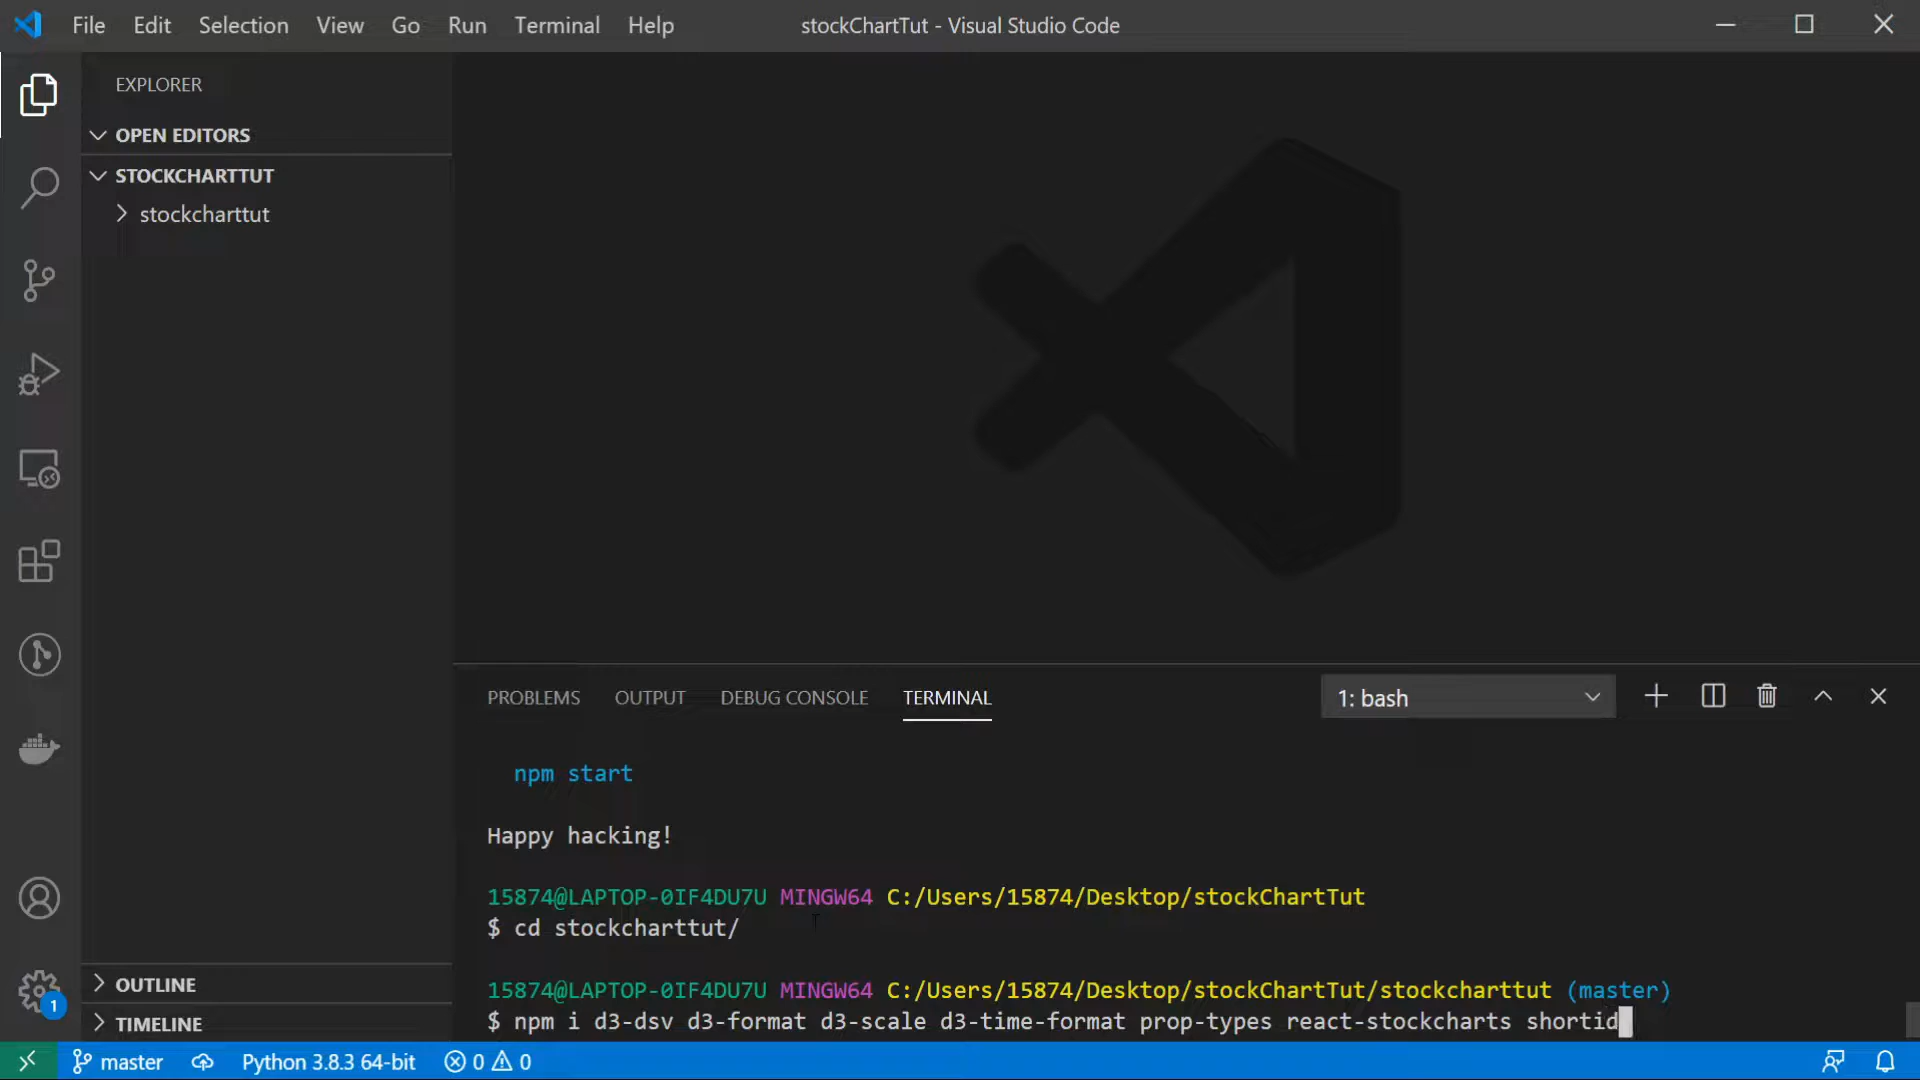 File Edit Selection View Go Run Terminal Help
stockChartTut - Visual Studio Code
EXPLORER
OPEN EDITORS
STOCKCHARTTUT
stockcharttut
PROBLEMS OUTPUT DEBUG CONSOLE TERMINAL
1: bash
npm start
Happy hacking!
15874@LAPTOP-0IF4DU7U MINGW64 C:/Users/15874/Desktop/stockChartTut
$ cd stockcharttut/
15874@LAPTOP-0IF4DU7U MINGW64 C:/Users/15874/Desktop/stockChartTut/stockcharttut (master)
$ npm i d3-dsv d3-format d3-scale d3-time-format prop-types react-stockcharts shortid
OUTLINE
TIMELINE
1
master Python 3.8.3 64-bit 0 0